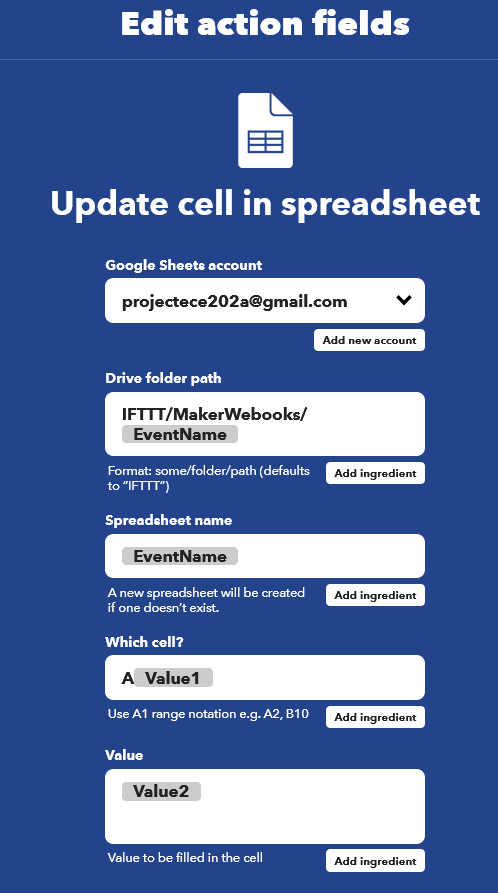 Edit action fields
Update cell in spreadsheet
Google Sheets account
projectece202a@gmail.com
Add new account
Drive folder path
IFTTT/MakerWebooks/
EventName
Format: some/folder/path (defaults
to “IFTTT”)
Add ingredient
Spreadsheet name
EventName
A new spreadsheet will be created
if one doesn’t exist.
Add ingredient
Which cell?
A Value1
Use A1 range notation e.g. A2, B10
Add ingredient
Value
Value2
Value to be filled in the cell
Add ingredient